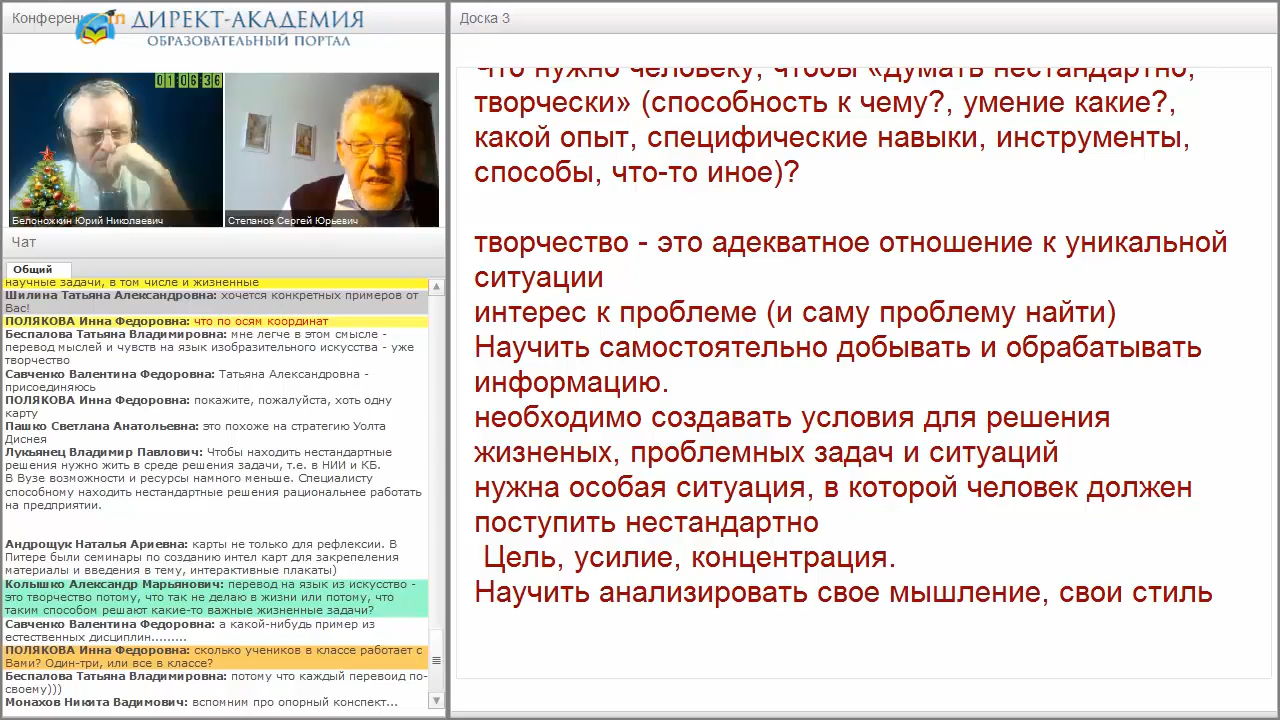 Конферен
ДИРЕКТ-АКАДЕМИЯ
ОБРАЗОВАТЕЛЬНЫЙ ПОРТАЛ
01:06:36
Белоножкин Юрий Николаевич
Степанов Сергей Юрьевич
Чат
Общий
научные задачи, в том числе и жизненные
Шилина Татьяна Александровна: хочется конкретных примеров от
Вас!
ПОЛЯКОВА Инна Федоровна: что по осям координат
Беспалова Татьяна Владимировна: мне легче в этом смысле -
перевод мыслей и чувств на язык изобразительного искусства - уже
творчество
Савченко Валентина Федоровна: Татьяна Александровна -
присоединяюсь
ПОЛЯКОВА Инна Федоровна: покажите, пожалуйста, хоть одну
карту
Пашко Светлана Анатольевна: это похоже на стратегию Уолта
Диснея
Лукьянец Владимир Павлович: Чтобы находить нестандартные
решения нужно жить в среде решения задачи, т.е. в НИИ и КБ.
В Вузе возможности и ресурсы намного меньше. Специалисту
способному находить нестандартные решения рациональнее работать
на предприятии.
Андрощук Наталья Ариевна: карты не только для рефлексии. В
Питере были семинары по созданию интел карт для закрепления
материалы и введения в тему, интерактивные плакаты)
Колышко Александр Марьянович: перевод на язык из искусство -
это творчество потому, что так не делаю в жизни или потому, что
таким способом решают какие-то важные жизненные задачи?
Савченко Валентина Федоровна: а какой-нибудь пример из
естественных дисциплин.........
ПОЛЯКОВА Инна Федоровна: сколько учеников в классе работает с
Вами? Один-три, или все в классе?
Беспалова Татьяна Владимировна: потому что каждый перевоид по-
своему)))
Монахов Никита Вадимович: вспомним про опорный конспект...
Доска 3
Что нужно человеку, чтобы «думать нестандартно,
творчески» (способность к чему?, умение какие?,
какой опыт, специфические навыки, инструменты,
способы, что-то иное)?
творчество - это адекватное отношение к уникальной
ситуации
интерес к проблеме (и саму проблему найти)
Научить самостоятельно добывать и обрабатывать
информацию.
необходимо создавать условия для решения
жизненых, проблемных задач и ситуаций
нужна особая ситуация, в которой человек должен
поступить нестандартно
Цель, усилие, концентрация.
Научить анализировать свое мышление, свои стиль